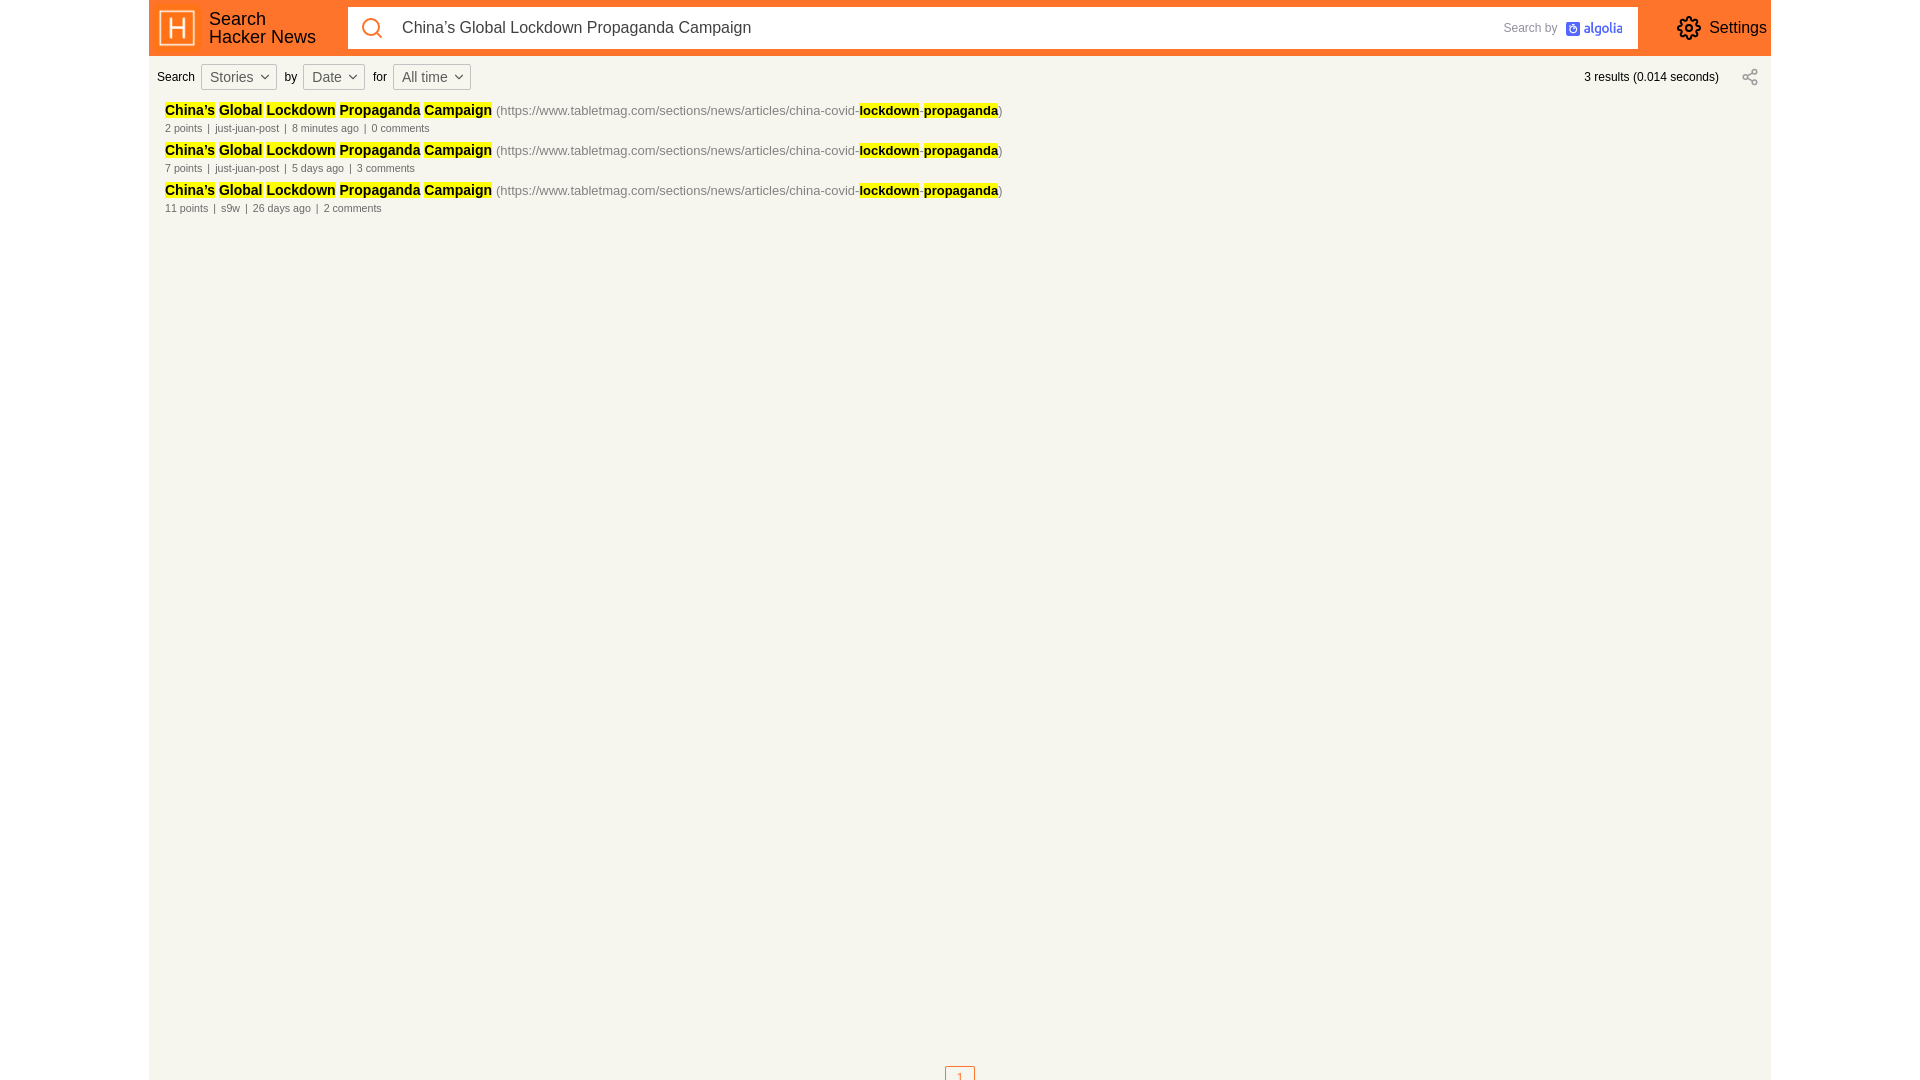 H
Search
Hacker News
China’s Global Lockdown Propaganda Campaign
Search by algolia
Settings
Search Stories by Date for All time
3 results (0.014 seconds)
China’s Global Lockdown Propaganda Campaign (https://www.tabletmag.com/sections/news/articles/china-covid-lockdown-propaganda)
2 points | just-juan-post | 8 minutes ago | 0 comments
China’s Global Lockdown Propaganda Campaign (https://www.tabletmag.com/sections/news/articles/china-covid-lockdown-propaganda)
7 points | just-juan-post | 5 days ago | 3 comments
China’s Global Lockdown Propaganda Campaign (https://www.tabletmag.com/sections/news/articles/china-covid-lockdown-propaganda)
11 points | s9w | 26 days ago | 2 comments
1